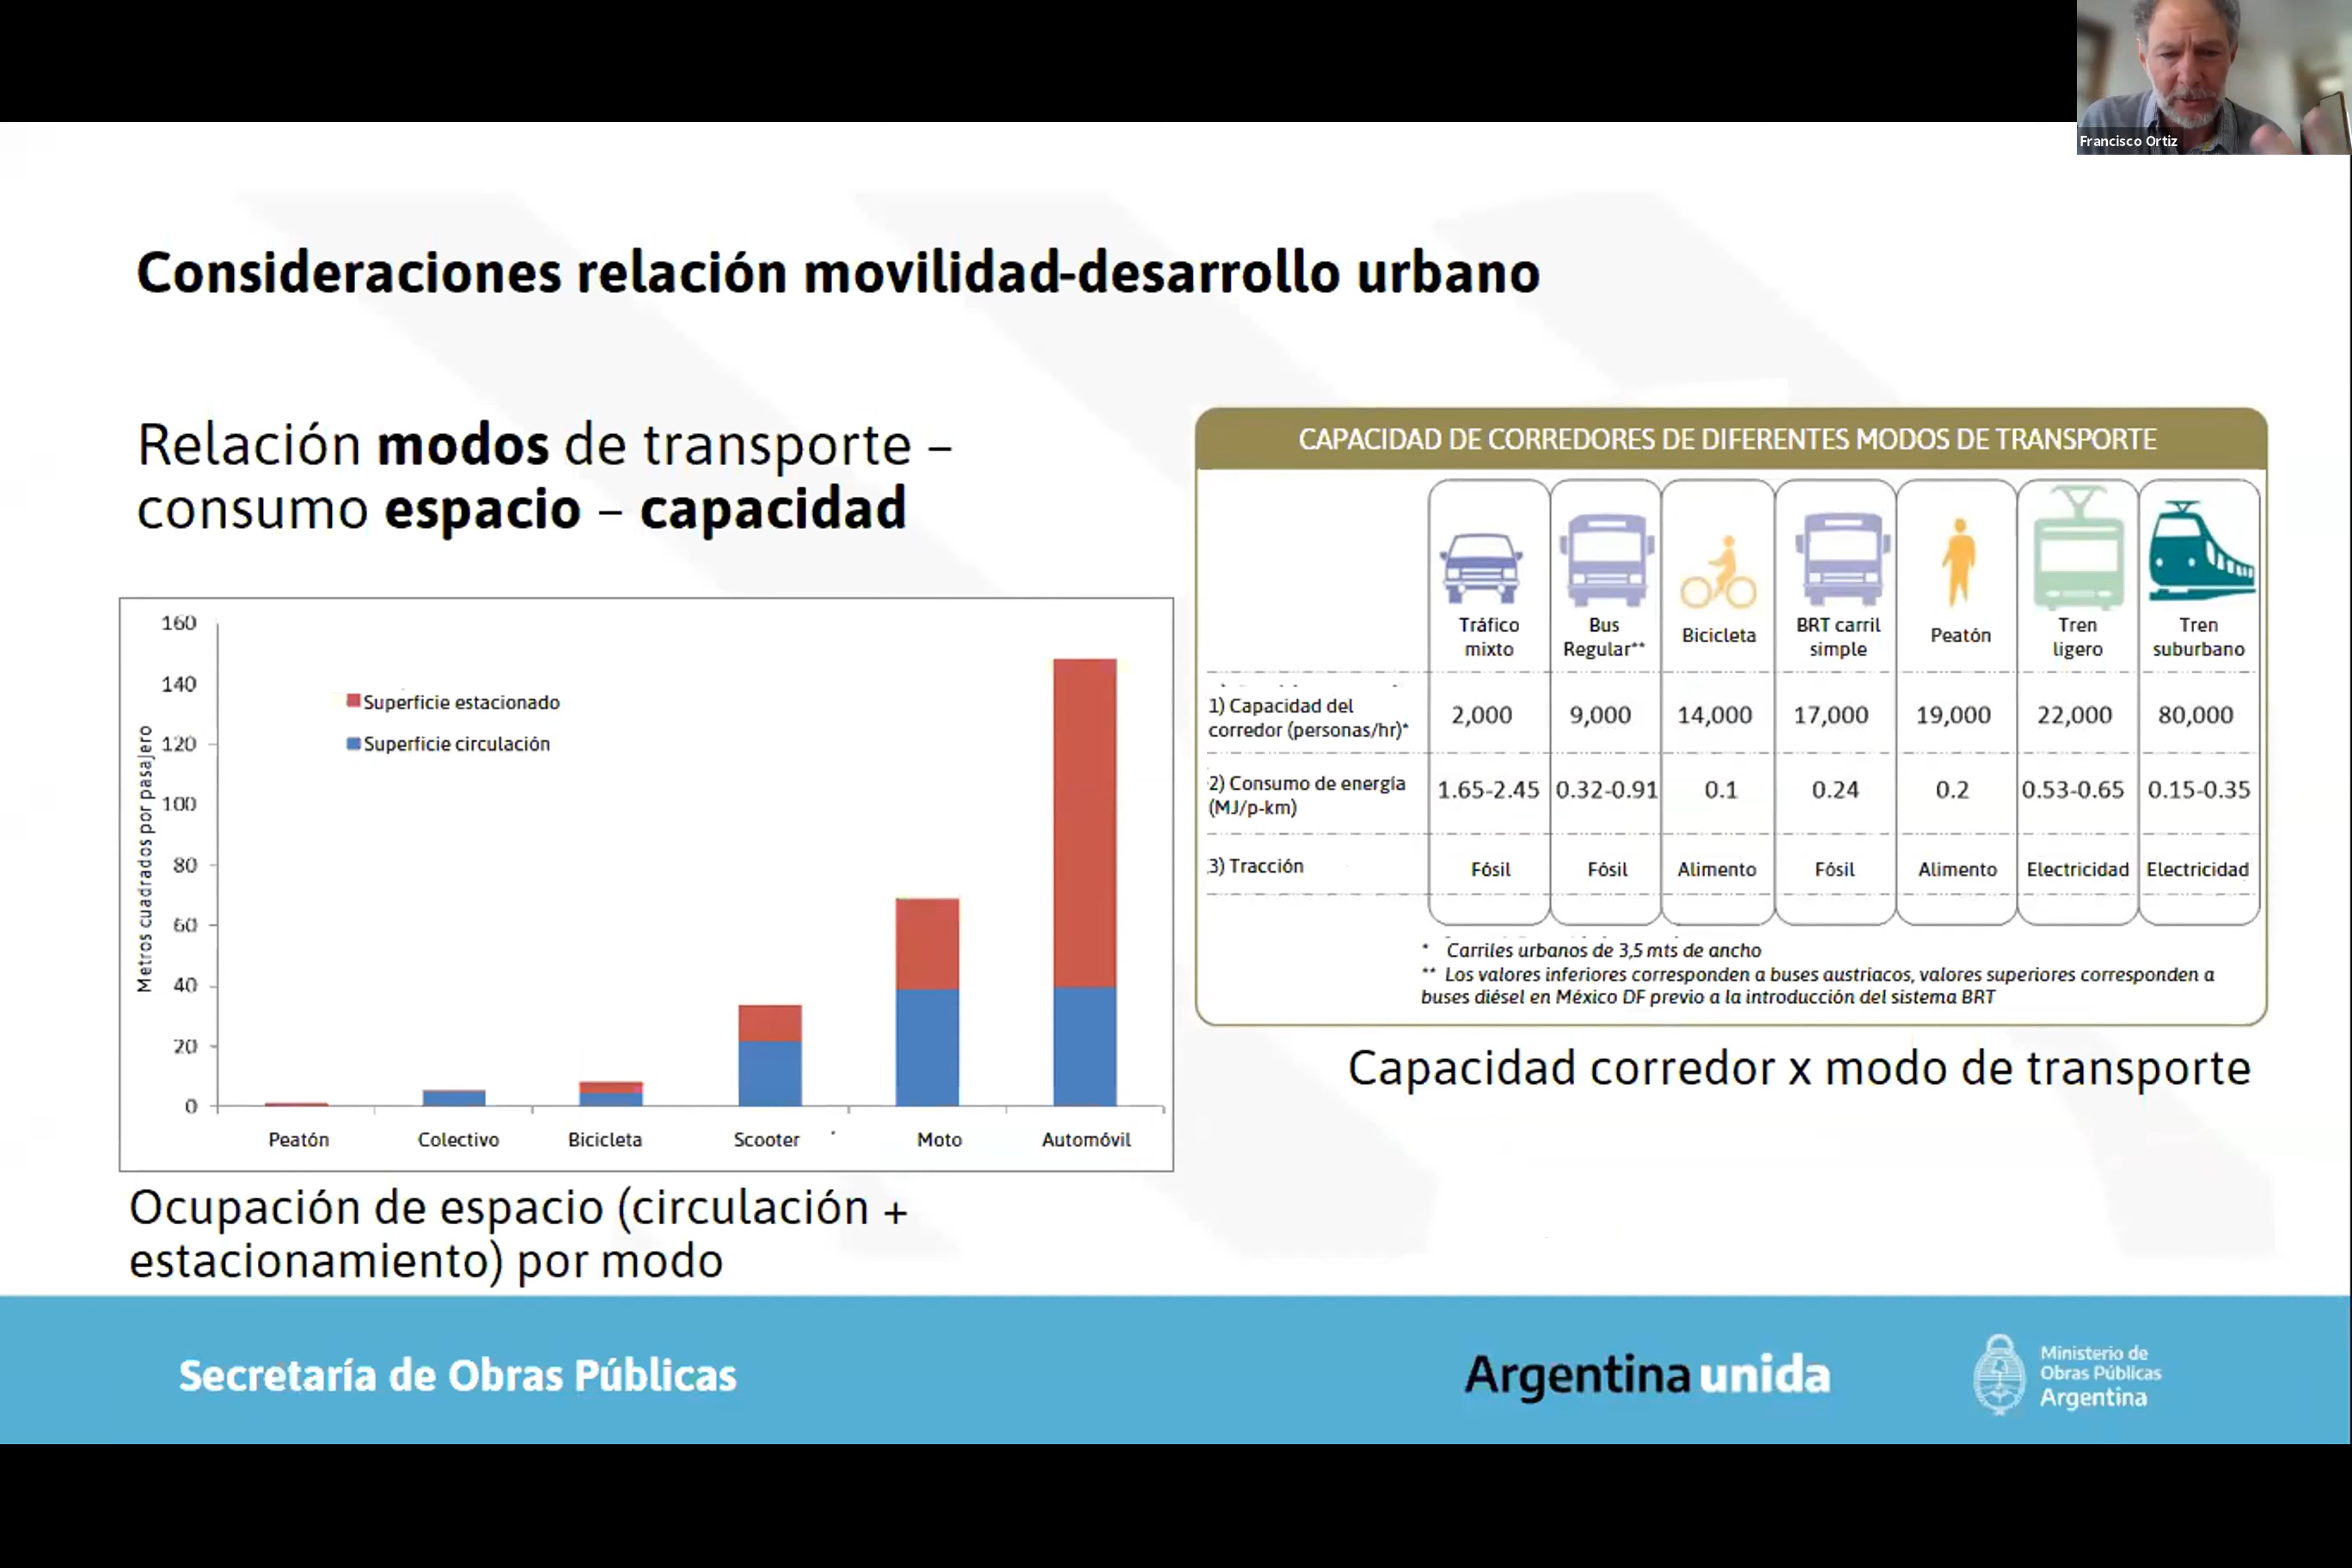 Francisco Ortiz
Consideraciones relación movilidad-desarrollo urbano
Relación modos de transporte –
consumo espacio – capacidad
Metros cuadrados por pasajero
160
140
120
100
80
60
40
20
0
Superficie estacionado
Superficie circulación
Peatón Colectivo Bicicleta Scooter Moto Automóvil
Ocupación de espacio (circulación +
estacionamiento) por modo
CAPACIDAD DE CORREDORES DE DIFERENTES MODOS DE TRANSPORTE
Tráfico mixto
Bus Regular**
Bicicleta
BRT carril simple
Peatón
Tren ligero
Tren suburbano
1) Capacidad del
corredor (personas/hr)*
2,000 9,000 14,000 17,000 19,000 22,000 80,000
2) Consumo de energía
(MJ/p-km)
1.65-2.45 0.32-0.91 0.1 0.24 0.2 0.53-0.65 0.15-0.35
3) Tracción
Fósil Fósil Alimento Fósil Alimento Electricidad Electricidad
* Carriles urbanos de 3,5 mts de ancho
** Los valores inferiores corresponden a buses austriacos, valores superiores corresponden a
buses diésel en México DF previo a la introducción del sistema BRT
Capacidad corredor x modo de transporte
Secretaría de Obras Públicas
Argentina unida
Ministerio de
Obras Públicas
Argentina